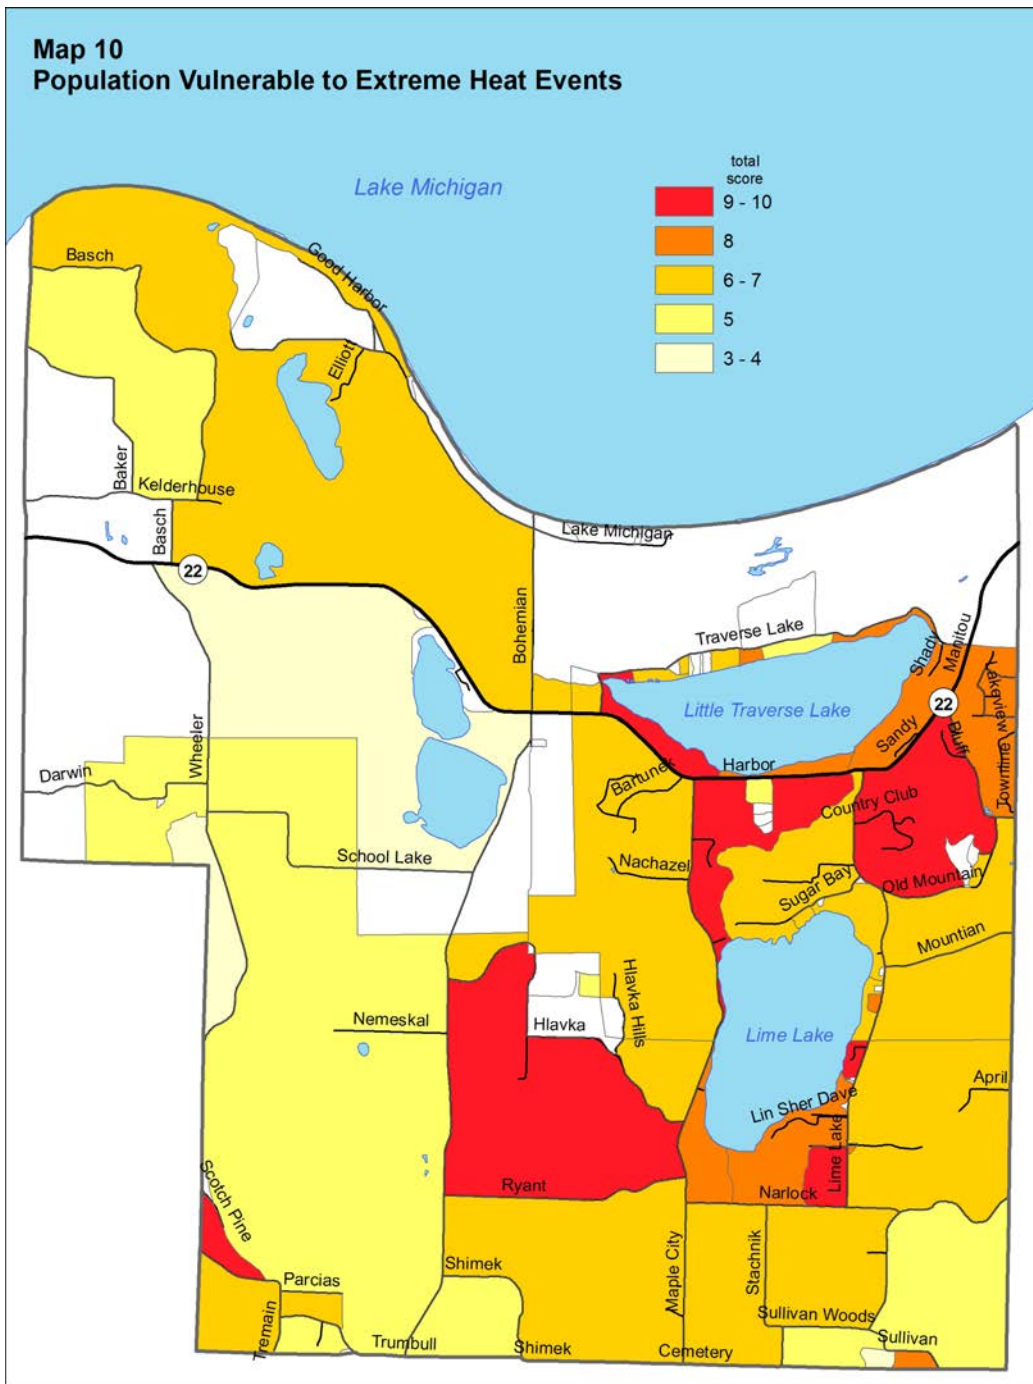 Map 10
Population Vulnerable to Extreme Heat Events
Lake Michigan
total
score
9 - 10
8
6 - 7
5
3 - 4
Basch
Good Harbor
Elliott
Baker
Kelderhouse
Basch
22
Lake Michigan
Bohemian
Traverse Lake
Shady
Manitou
Lakeview
22
Little Traverse Lake
Sandy
Bluff
Townline
Wheeler
Darwin
Bartunek
Harbor
Country Club
School Lake
Nachazel
Sugar Bay
Old Mountain
Mountian
Hlavka Hills
Nemeskal
Hlavka
Lime Lake
April
Lin Sher Dave
Lime Lake
Scotch Pine
Ryant
Narlock
Shimek
Maple City
Stachnik
Parcias
Tremain
Trumbull
Shimek
Cemetery
Sullivan Woods
Sullivan